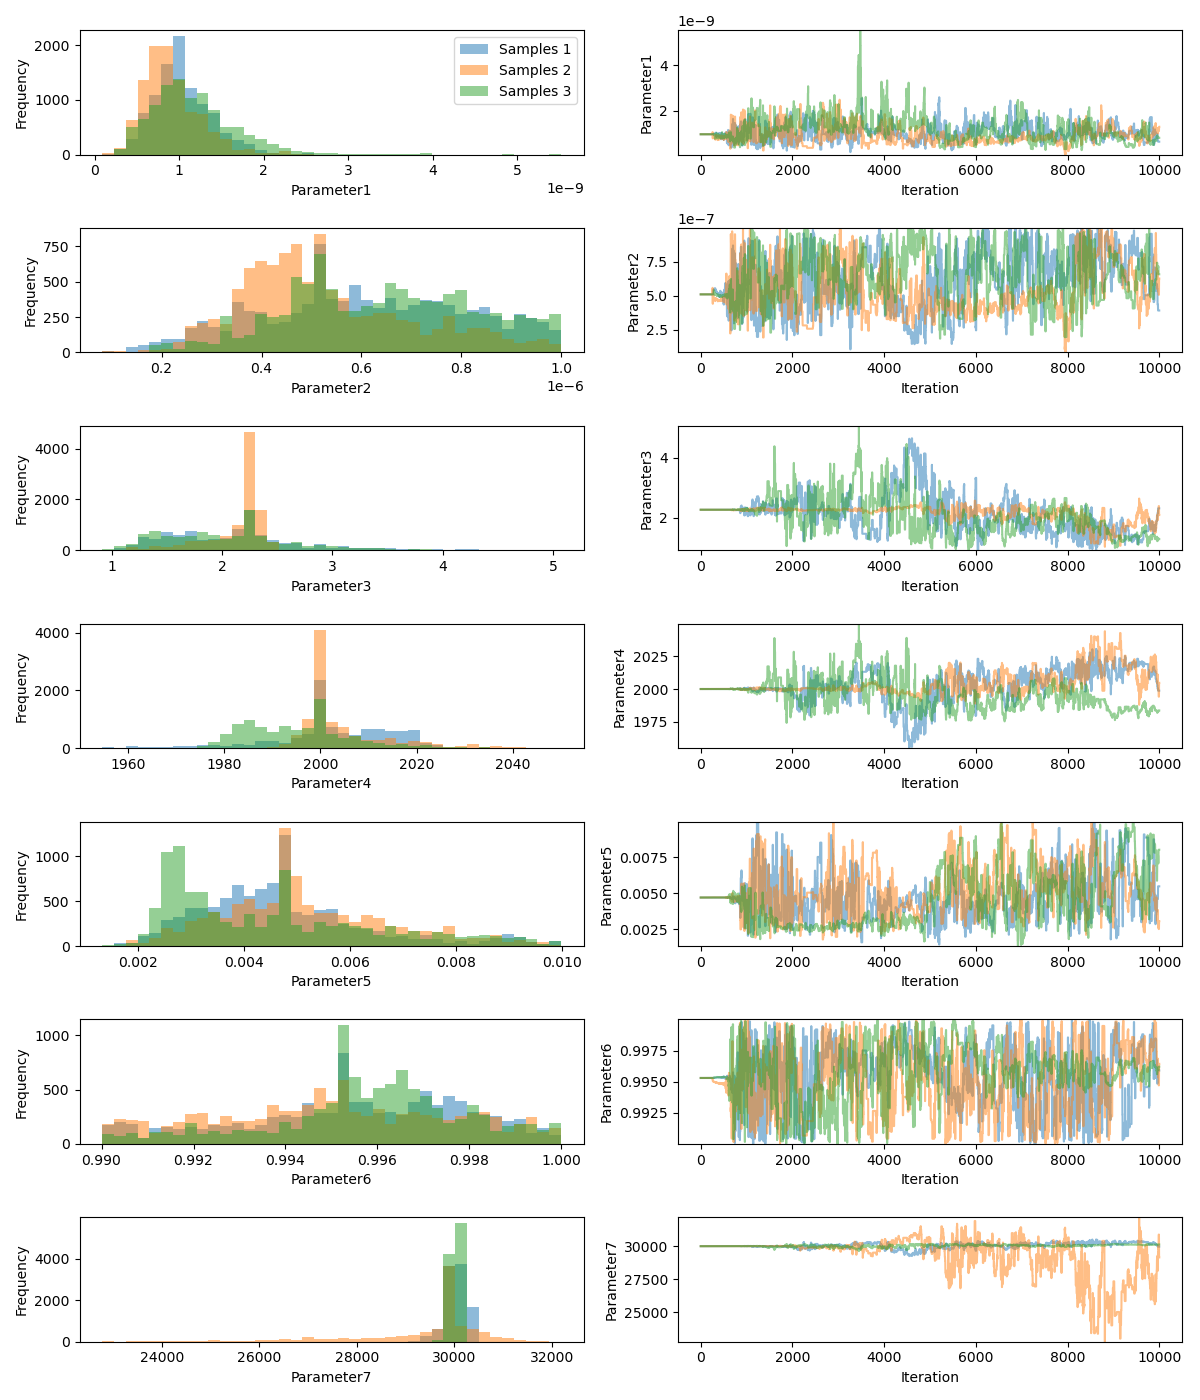 1e−9
2000
1000
0
Frequency
Samples 1
Samples 2
Samples 3
0 1 2 3 4 5
Parameter1
1e−9
4
2
Parameter1
0 2000 4000 6000 8000 10000
Iteration
750
500
250
0
Frequency
0.2 0.4 0.6 0.8 1.0
Parameter2
1e−6
1e−7
7.5
5.0
2.5
Parameter2
0 2000 4000 6000 8000 10000
Iteration
4000
2000
0
Frequency
1 2 3 4 5
Parameter3
4
2
Parameter3
0 2000 4000 6000 8000 10000
Iteration
4000
2000
0
Frequency
1960 1980 2000 2020 2040
Parameter4
2025
2000
1975
Parameter4
0 2000 4000 6000 8000 10000
Iteration
1000
500
0
Frequency
0.002 0.004 0.006 0.008 0.010
Parameter5
0.0075
0.0050
0.0025
Parameter5
0 2000 4000 6000 8000 10000
Iteration
1000
500
0
Frequency
0.990 0.992 0.994 0.996 0.998 1.000
Parameter6
0.9975
0.9950
0.9925
Parameter6
0 2000 4000 6000 8000 10000
Iteration
4000
2000
0
Frequency
24000 26000 28000 30000 32000
Parameter7
30000
27500
25000
Parameter7
0 2000 4000 6000 8000 10000
Iteration